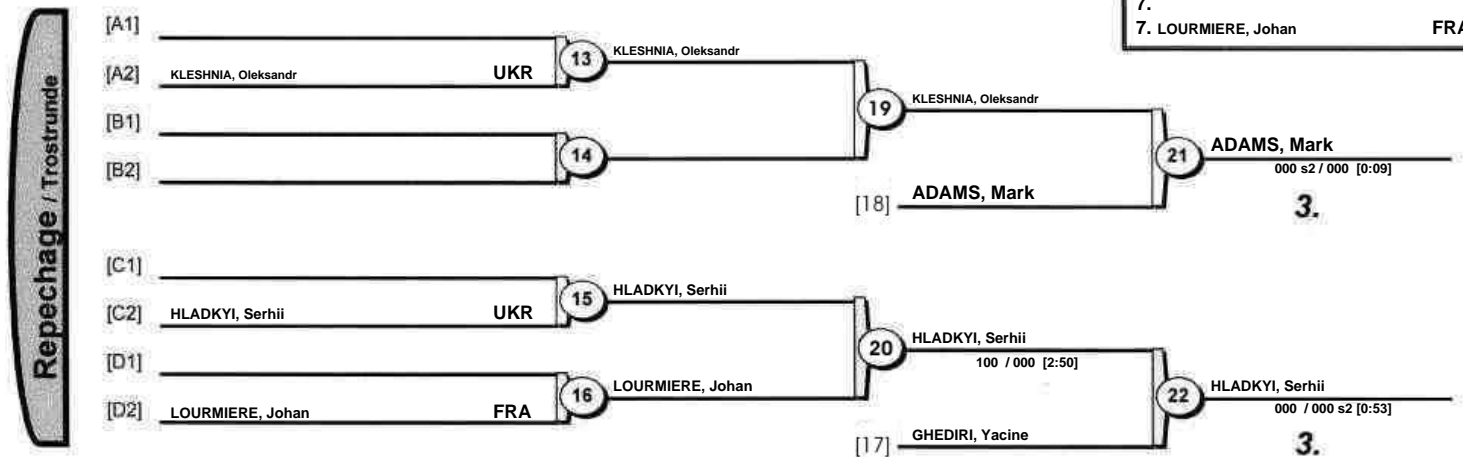 7.
7. LOURMIERE, Johan FRA
Repechage / Trostrunde
[A1]
[A2] KLESHNIA, Oleksandr UKR
13 KLESHNIA, Oleksandr
[B1]
[B2]
14
19 KLESHNIA, Oleksandr
[18] ADAMS, Mark
21 ADAMS, Mark
000 s2 / 000 [0:09]
3.
[C1]
[C2] HLADKYI, Serhii UKR
15 HLADKYI, Serhii
[D1]
[D2] LOURMIERE, Johan FRA
16 LOURMIERE, Johan
20 HLADKYI, Serhii
100 / 000 [2:50]
[17] GHEDIRI, Yacine
22 HLADKYI, Serhii
000 / 000 s2 [0:53]
3.